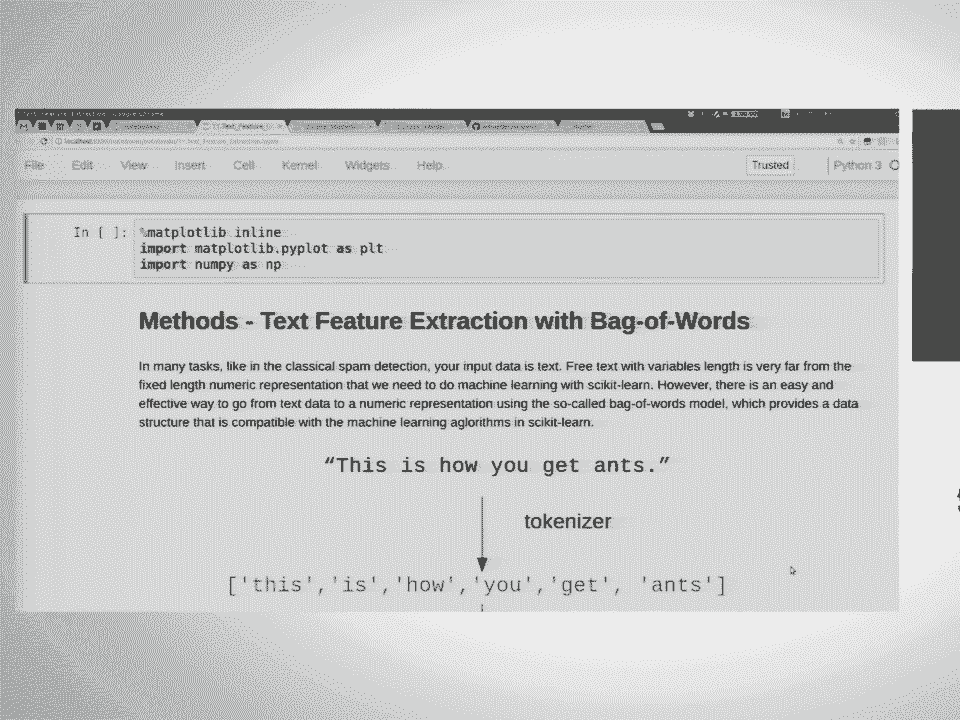 File Edit View Insert Cell Kernel Widgets Help Trusted Python 3
In [ ]: %matplotlib inline
import matplotlib.pyplot as plt
import numpy as np
Methods - Text Feature Extraction with Bag-of-Words
In many tasks, like in the classical spam detection, your input data is text. Free text with variables length is very far from the
fixed length numeric representation that we need to do machine learning with scikit-learn. However, there is an easy and
effective way to go from text data to a numeric representation using the so-called bag-of-words model, which provides a data
structure that is compatible with the machine learning aglorithms in scikit-learn.
“This is how you get ants.”
tokenizer
['this','is','how','you','get', 'ants']